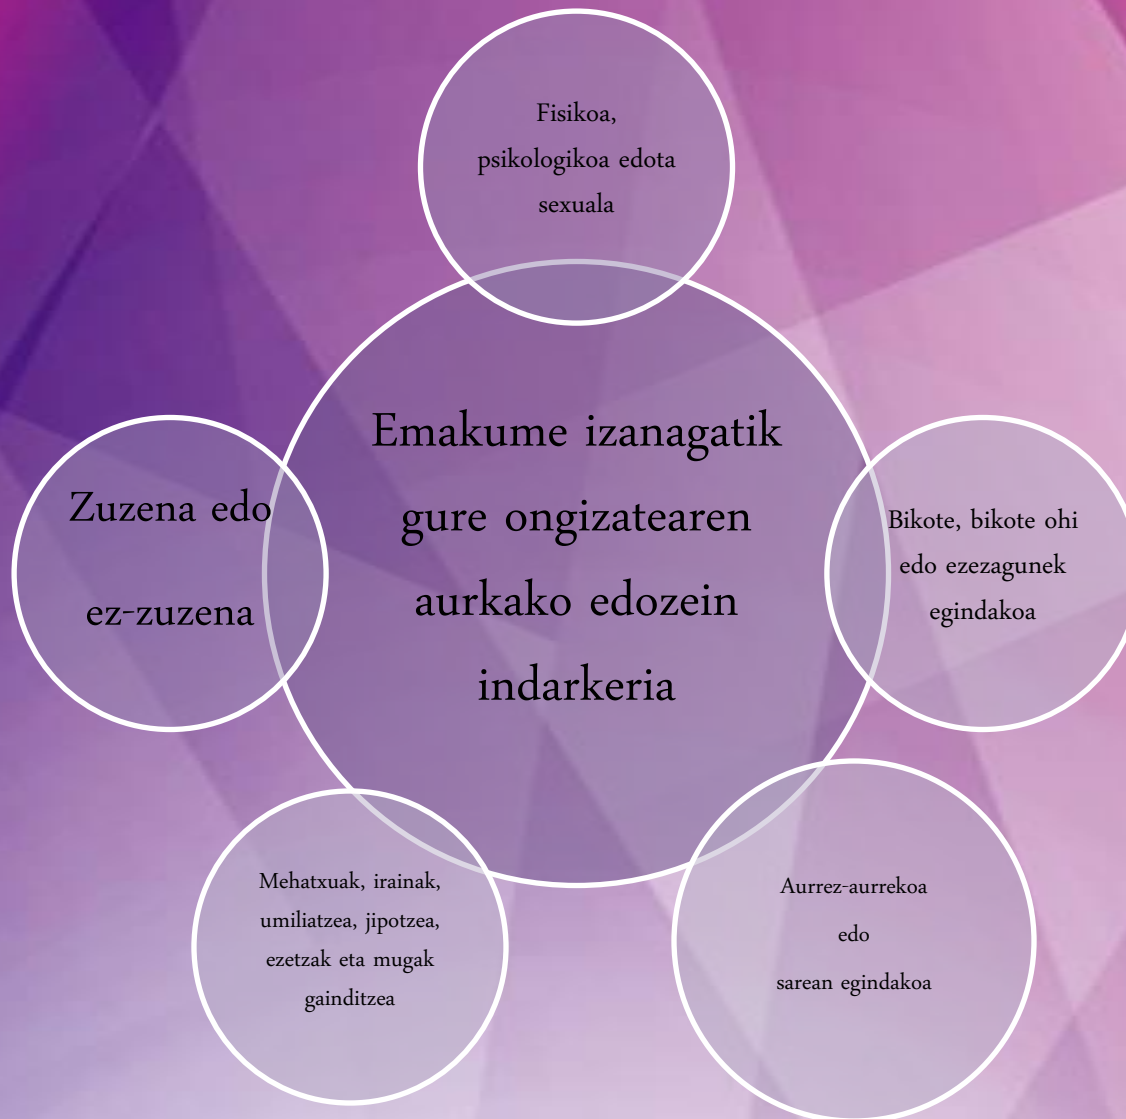 Fisikoa,
psikologikoa edota
sexuala
Emakume izanagatik
gure ongizatearen
aurkako edozein
indarkeria
Bikote, bikote ohi
edo ezezagunek
egindakoa
Aurrez-aurrekoa
edo
sarean egindakoa
Mehatxuak, irainak,
umiliatzea, jipotzea,
ezetzak eta mugak
gainditzea
Zuzena edo
ez-zuzena